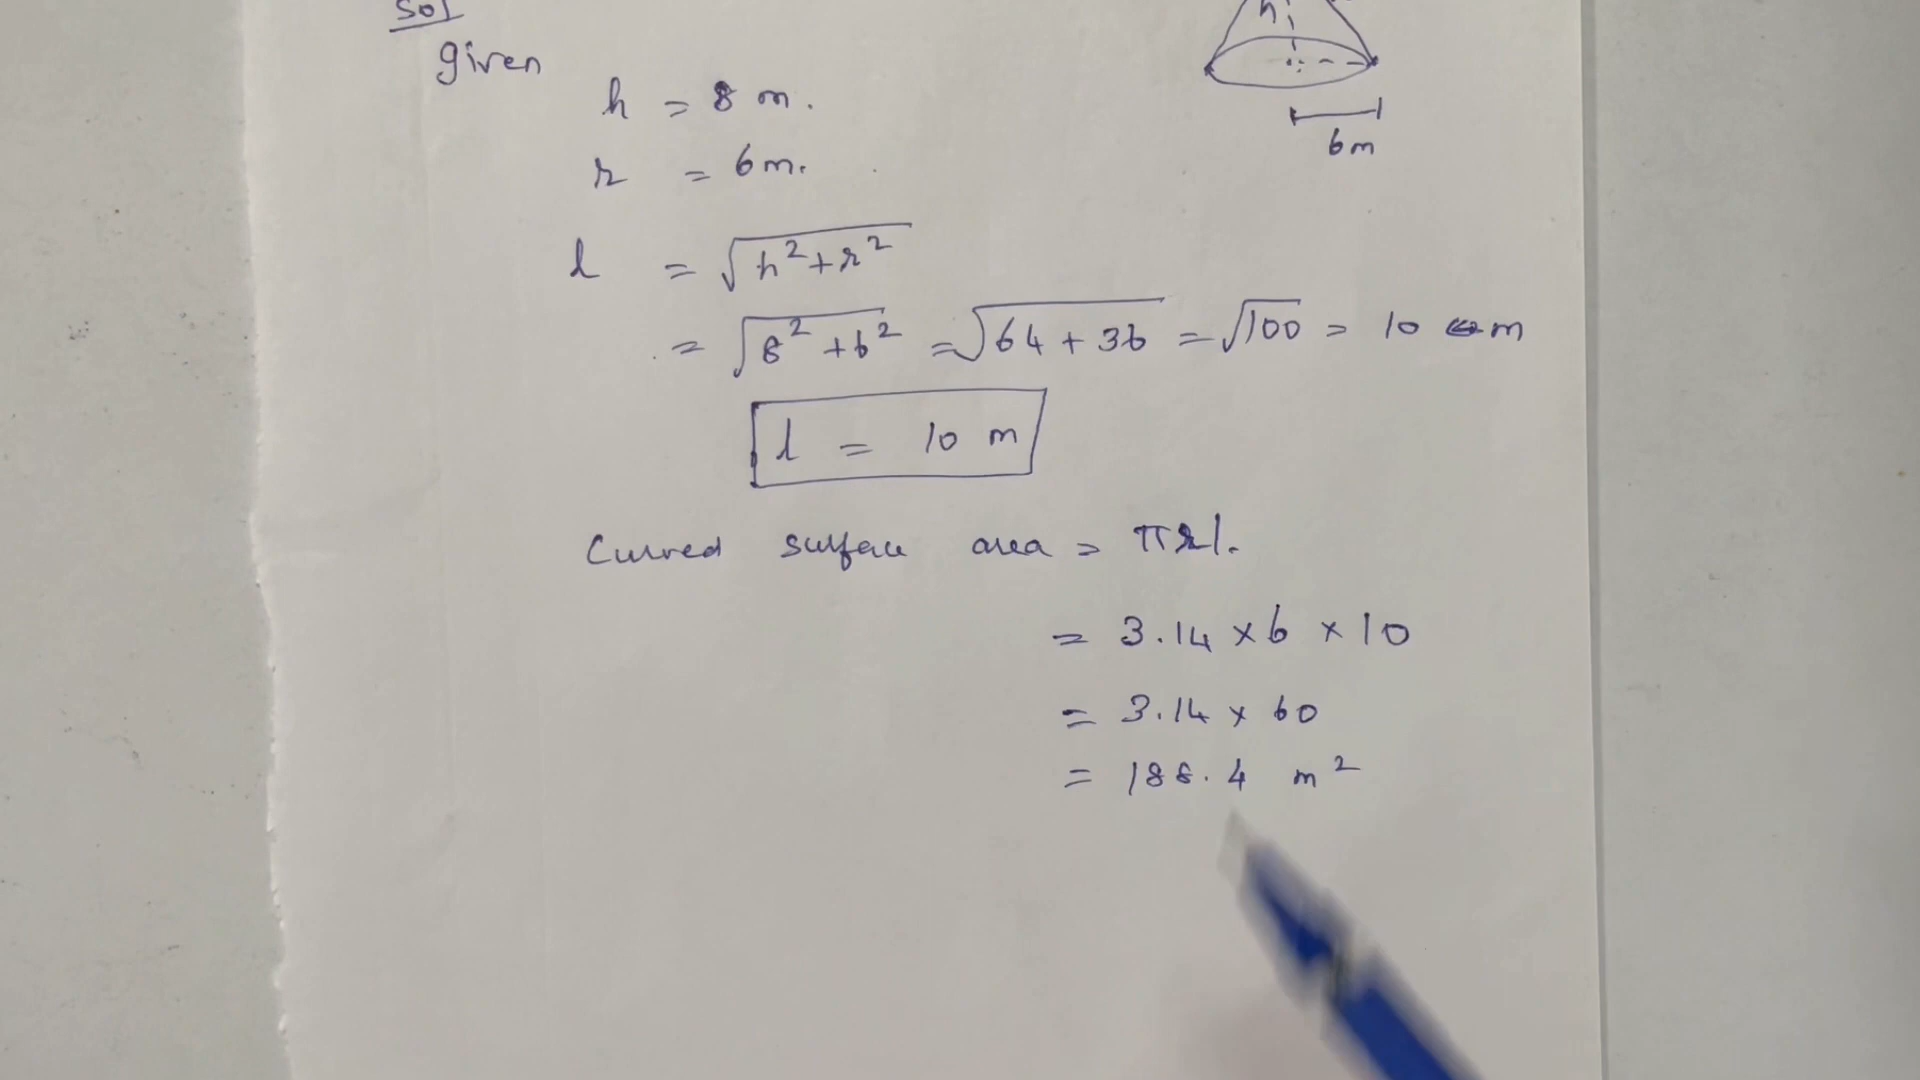 Sol
given
h
h = 8 m.
6m
r = 6m.
l = √h²+r²
= √8²+6² = √64+36 = √100 = 10 m
l = 10 m
Curved surface area = πrl.
= 3.14 × 6 × 10
= 3.14 × 60
= 188.4 m²